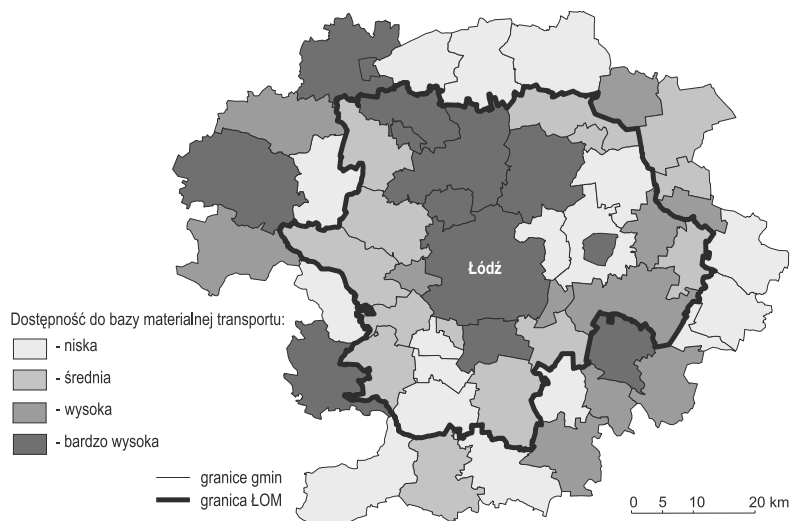 Łódź
Dostępność do bazy materialnej transportu:
- niska
- średnia
- wysoka
- bardzo wysoka
granice gmin
granica ŁOM
0 5 10 20 km